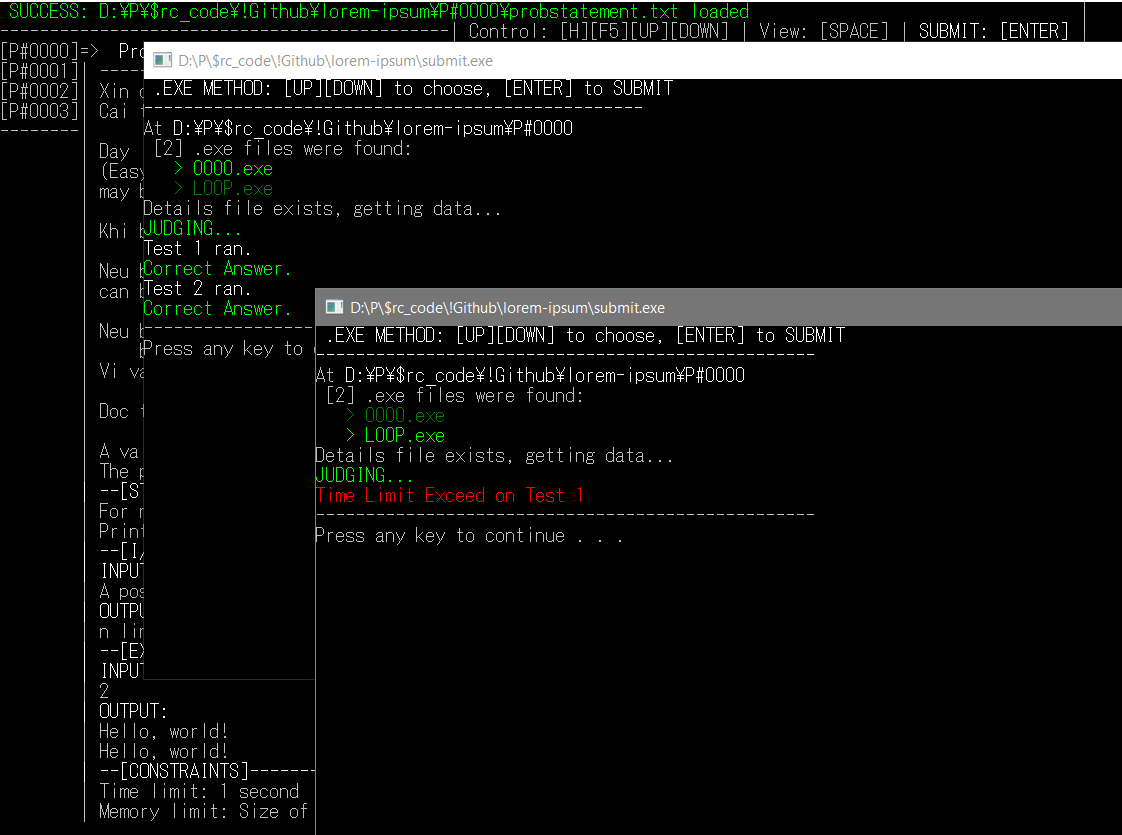 SUCCESS: D:¥P¥$rc_code¥!Github¥lorem-ipsum¥P#0000¥probstatement.txt loaded
--------------------------------------------- | Control: [H][F5][UP][DOWN] | View: [SPACE] | SUBMIT: [ENTER] |
[P#0000]=>
[P#0001]
[P#0002] Xin
[P#0003] Cai
--------
Day
(Easy
may
Khi
Neu
can
Neu
Vi
Doc
A va
The
For
Print
INPUT
OUTPU
n
INPUT
2
OUTPUT:
Hello, world!
Hello, world!
--[CONSTRAINTS]-------
Time limit: 1 second
Memory limit: Size of
D:\P\$rc_code\!Github\lorem-ipsum\submit.exe
.EXE METHOD: [UP][DOWN] to choose, [ENTER] to SUBMIT
--------------------------------------------------
At D:¥P¥$rc_code¥!Github¥lorem-ipsum¥P#0000
[2] .exe files were found:
> 0000.exe
> LOOP.exe
Details file exists, getting data...
JUDGING...
Test 1 ran.
Correct Answer.
Test 2 ran.
Correct Answer.
-----------------
Press any key to
D:\P\$rc_code\!Github\lorem-ipsum\submit.exe
.EXE METHOD: [UP][DOWN] to choose, [ENTER] to SUBMIT
--------------------------------------------------
At D:¥P¥$rc_code¥!Github¥lorem-ipsum¥P#0000
[2] .exe files were found:
> 0000.exe
> LOOP.exe
Details file exists, getting data...
JUDGING...
Time Limit Exceed on Test 1
--------------------------------------------------
Press any key to continue . . .